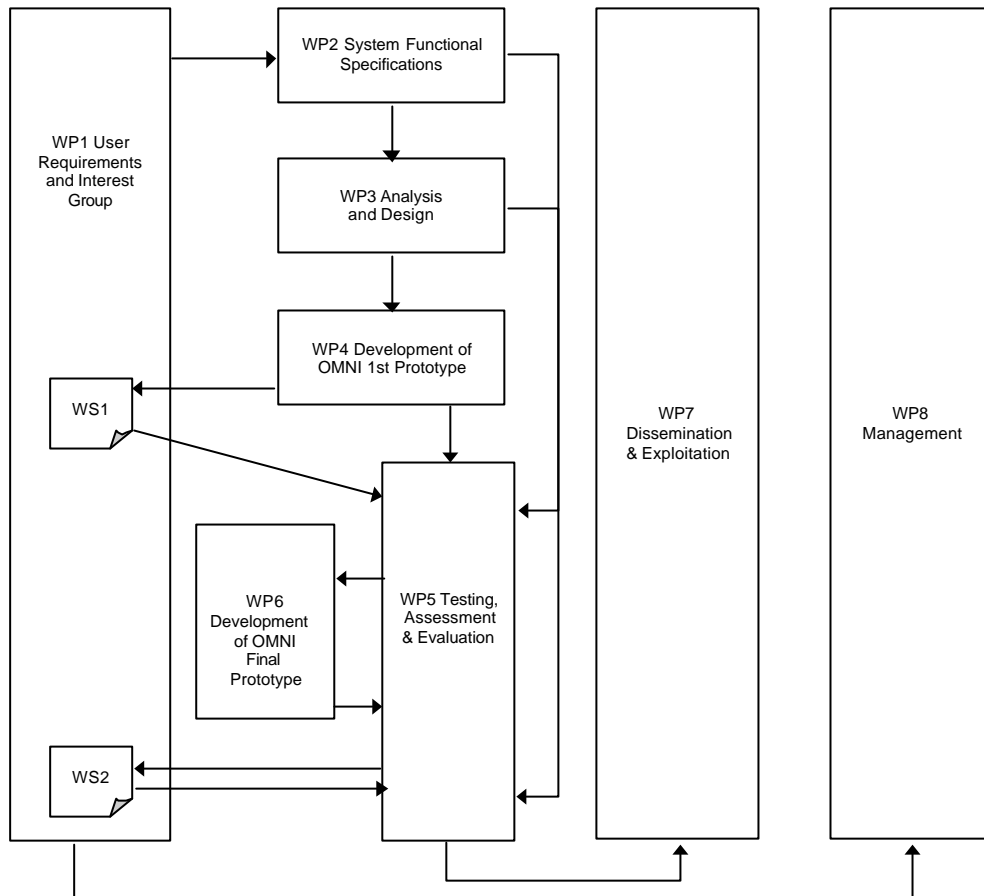 WP2 System Functional
Specifications
WP1 User
Requirements
and Interest
Group
WP3 Analysis
and Design
WP4 Development of
OMNI 1st Prototype
WS1
WP7
Dissemination
& Exploitation
WP8
Management
WP5 Testing,
Assessment
& Evaluation
WP6
Development
of OMNI
Final
Prototype
WS2